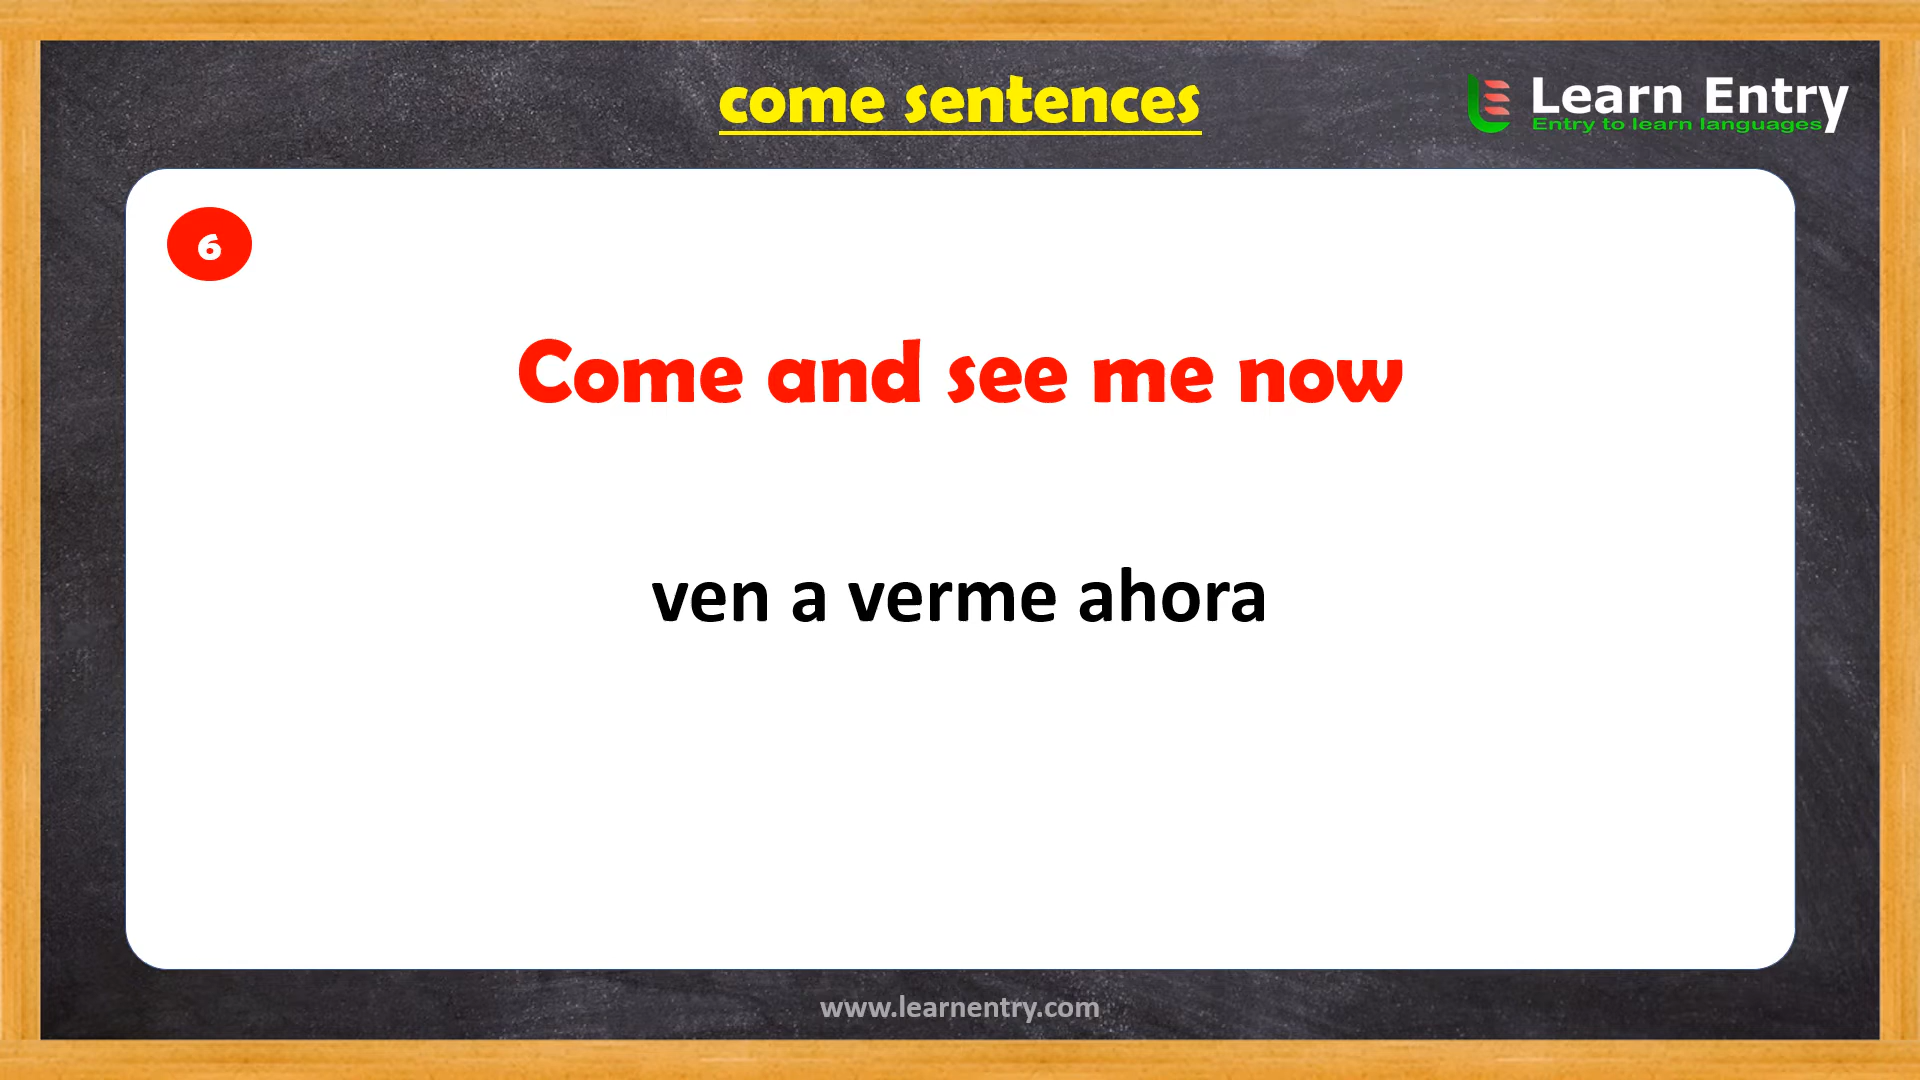 come sentences
Learn Entry
Entry to learn languages
6
Come and see me now
ven a verme ahora
www.learnentry.com